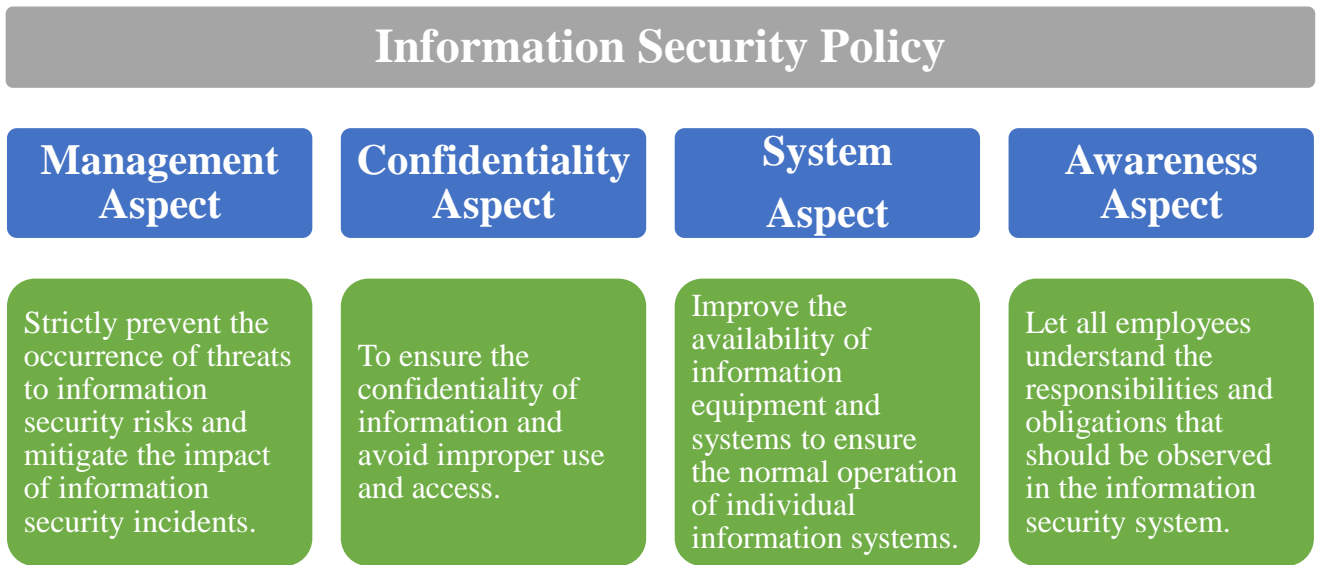 Information Security Policy
Management
Aspect
Confidentiality
Aspect
System
Aspect
Awareness
Aspect
Strictly prevent the
occurrence of threats
to information
security risks and
mitigate the impact
of information
security incidents.
To ensure the
confidentiality of
information and
avoid improper use
and access.
Improve the
availability of
information
equipment and
systems to ensure
the normal operation
of individual
information systems.
Let all employees
understand the
responsibilities and
obligations that
should be observed
in the information
security system.